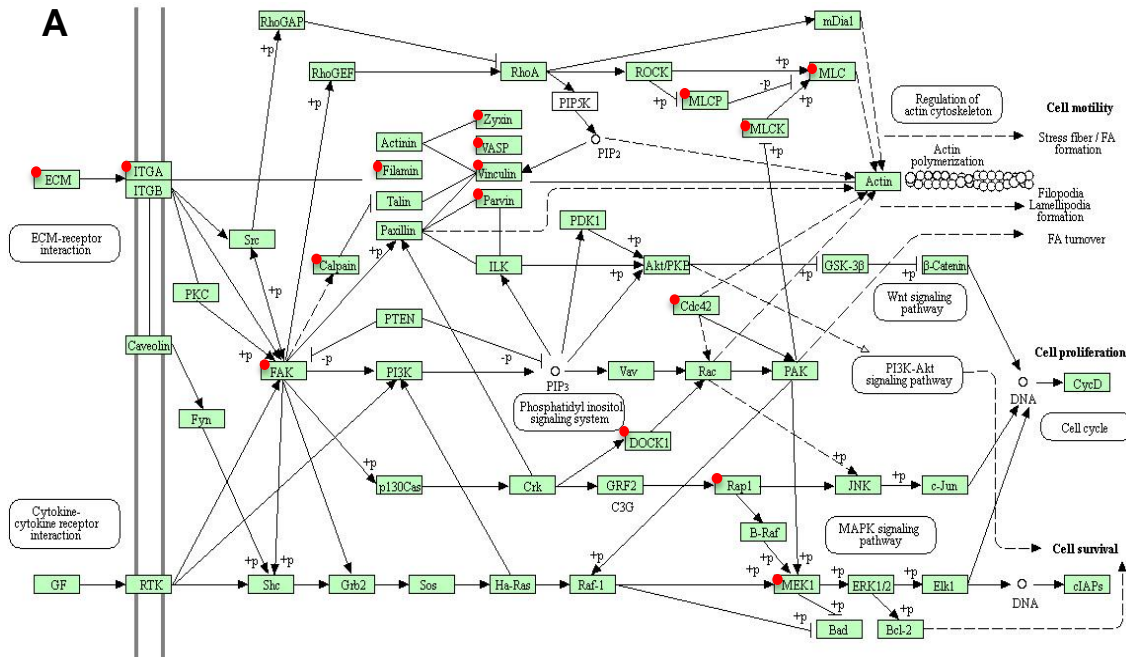 A
RhoGAP
mDia1
+p
RhoGEF
RhoA
ROCK
+p
MLC
-p
+p
+p
MLCP
+p
PIP5K
MLCK
+p
Regulation of
actin cytoskeleton
Cell motility
Stress fiber / FA
formation
Zyxin
Actinin
VASP
PIP2
Actin
polymerization
ECM
ITGA
ITGB
Filamin
Vinculin
Actin
Talin
Parvin
Filopodia
Lamellipodia
formation
PDK1
Paxillin
FA turnover
ECM-receptor
interaction
Src
+p
+p
Calpain
ILK
+p
+p
Akt/PKB
GSK-3β
+p
β-Catenin
+p
PKC
Wnt signaling
pathway
Cdc42
PTEN
Caveolin
+p
-p
-p
Cell proliferation
FAK
PI3K
PIP3
Vav
Rac
PAK
PI3K-Akt
signaling pathway
DNA
CycD
Phosphatidyl inositol
signaling system
Fyn
DOCK1
Cell cycle
+p
p130Cas
Crk
GRF2
C3G
Rap1
+p
JNK
+p
c-Jun
Cytokine-
cytokine receptor
interaction
B-Raf
MAPK signaling
pathway
Cell survival
+p
+p
+p
+p
+p
GF
RTK
Shc
Grb2
Sos
Ha-Ras
Raf-1
+p
MEK1
+p
ERK1/2
+p
Elk1
DNA
cIAPs
+p
+p
+p
Bad
Bcl-2